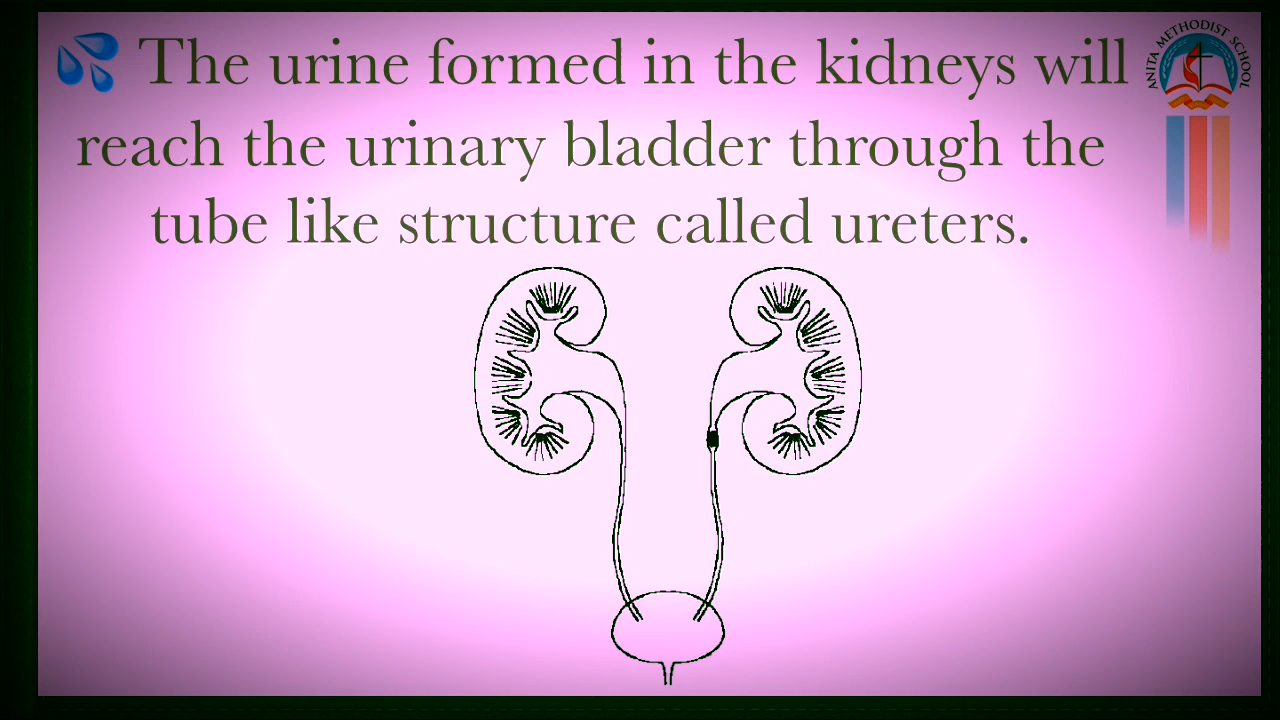 The urine formed in the kidneys will
reach the urinary bladder through the
tube like structure called ureters.
ANITA METHODIST SCHOOL